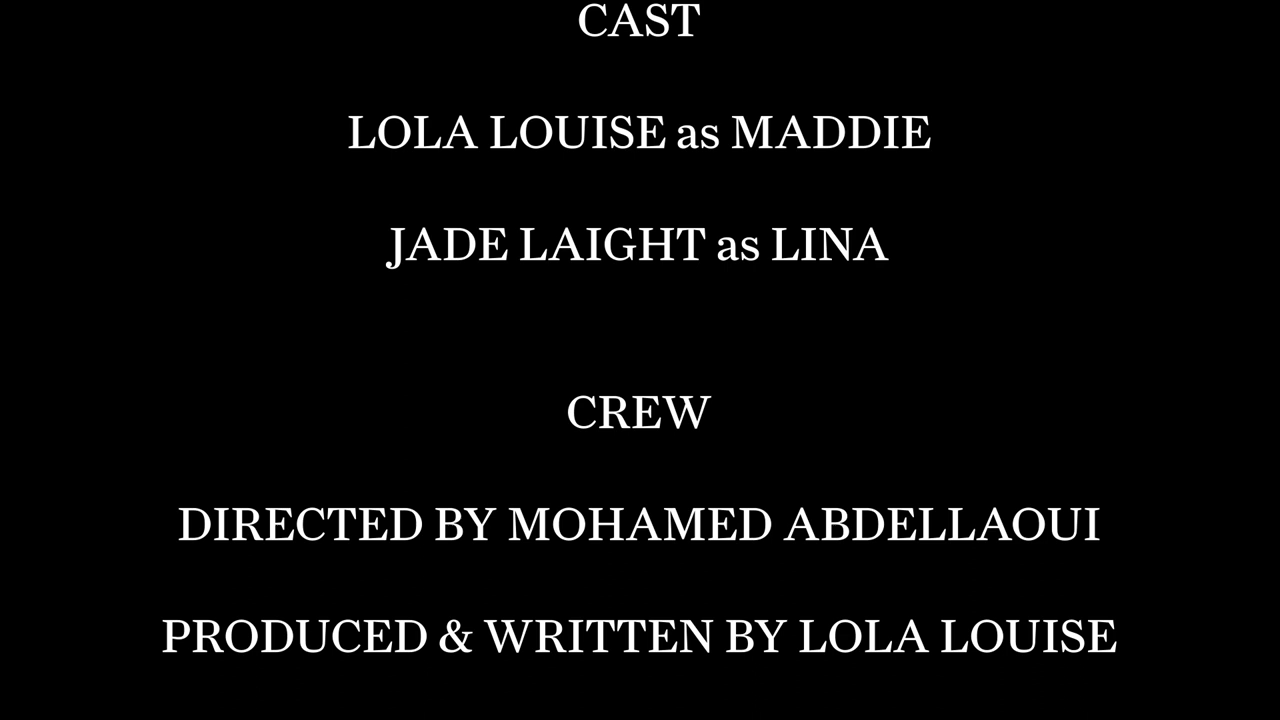 CAST
LOLA LOUISE as MADDIE
JADE LAIGHT as LINA
CREW
DIRECTED BY MOHAMED ABDELLAOUI
PRODUCED & WRITTEN BY LOLA LOUISE